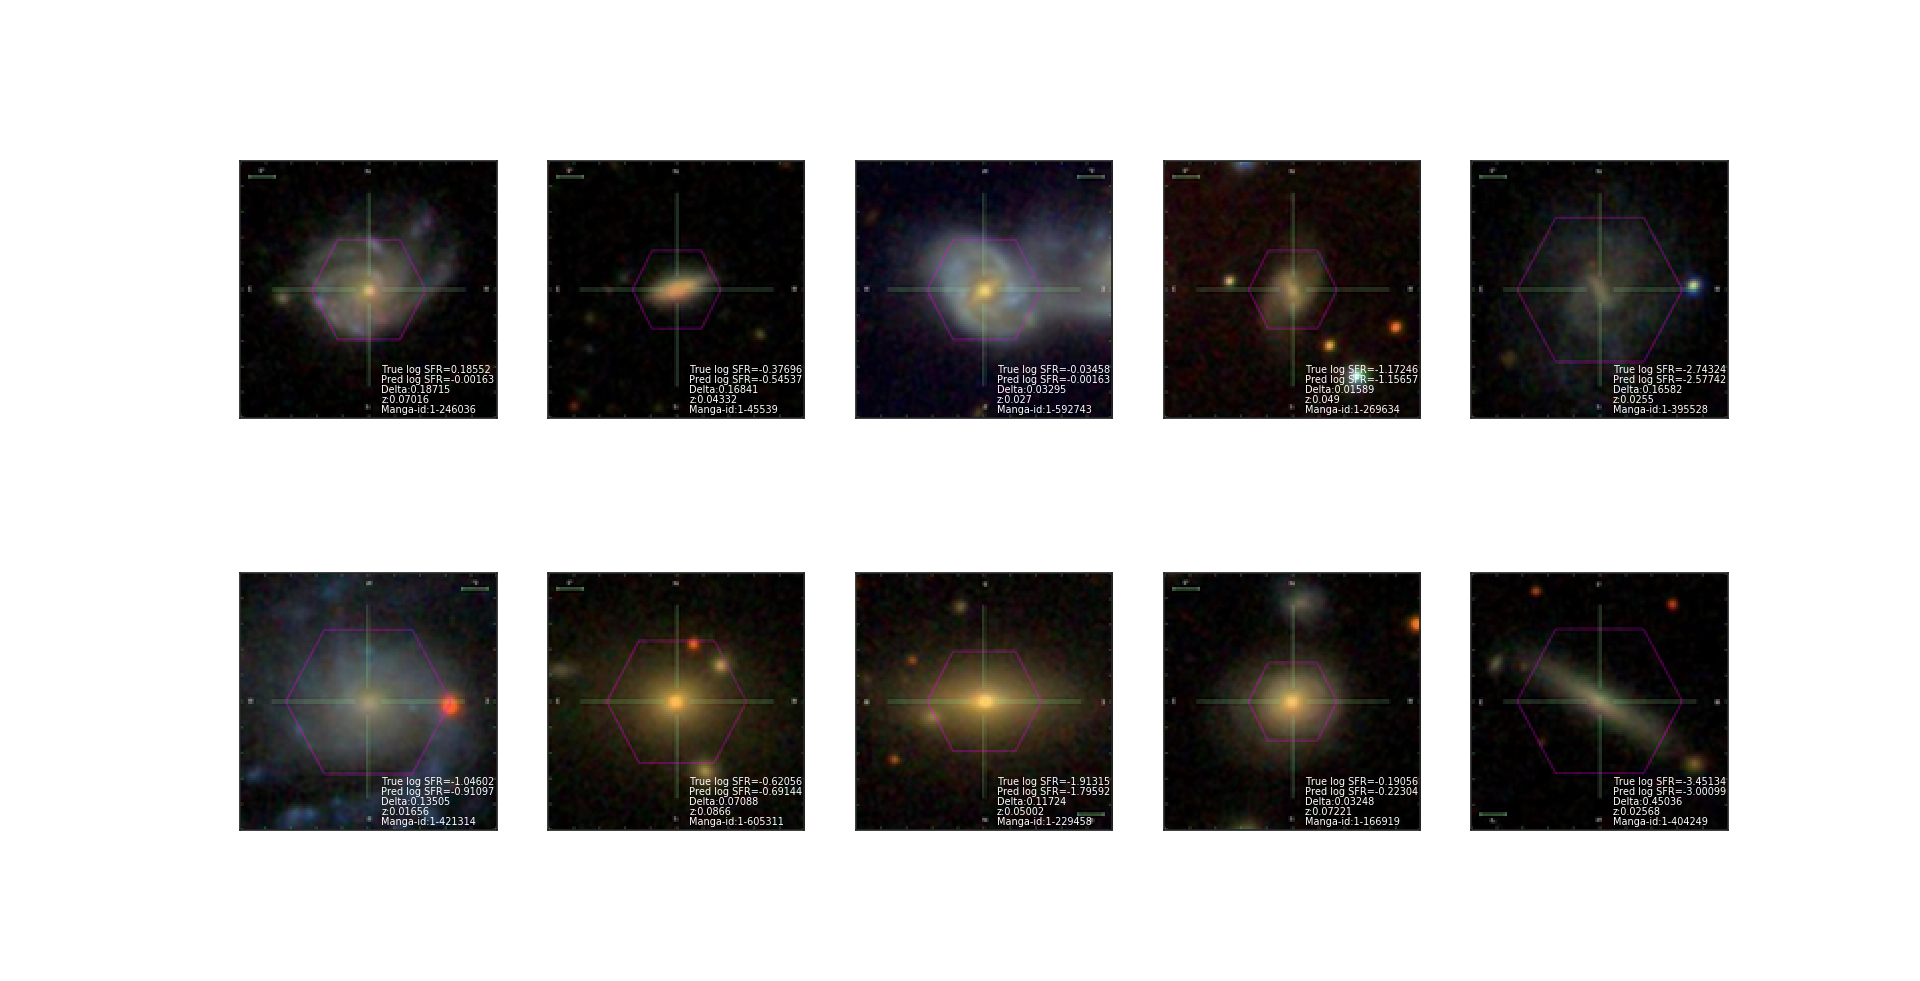 True log SFR=0.18552
Pred log SFR=-0.00163
Delta:0.18715
z:0.07016
Manga-id:1-246036
True log SFR=-0.37696
Pred log SFR=-0.54537
Delta:0.16841
z:0.04332
Manga-id:1-45539
True log SFR=-0.03458
Pred log SFR=-0.00163
Delta:0.03295
z:0.027
Manga-id:1-592743
True log SFR=-1.17246
Pred log SFR=-1.15657
Delta:0.01589
z:0.049
Manga-id:1-269634
True log SFR=-2.74324
Pred log SFR=-2.57742
Delta:0.16582
z:0.0255
Manga-id:1-395528
True log SFR=-1.04602
Pred log SFR=-0.91097
Delta:0.13505
z:0.01656
Manga-id:1-421314
True log SFR=-0.62056
Pred log SFR=-0.69144
Delta:0.07088
z:0.0866
Manga-id:1-605311
True log SFR=-1.91315
Pred log SFR=-1.79592
Delta:0.11724
z:0.05002
Manga-id:1-229458
True log SFR=-0.19056
Pred log SFR=-0.22304
Delta:0.03248
z:0.07221
Manga-id:1-166919
True log SFR=-3.45134
Pred log SFR=-3.00099
Delta:0.45036
z:0.02568
Manga-id:1-404249